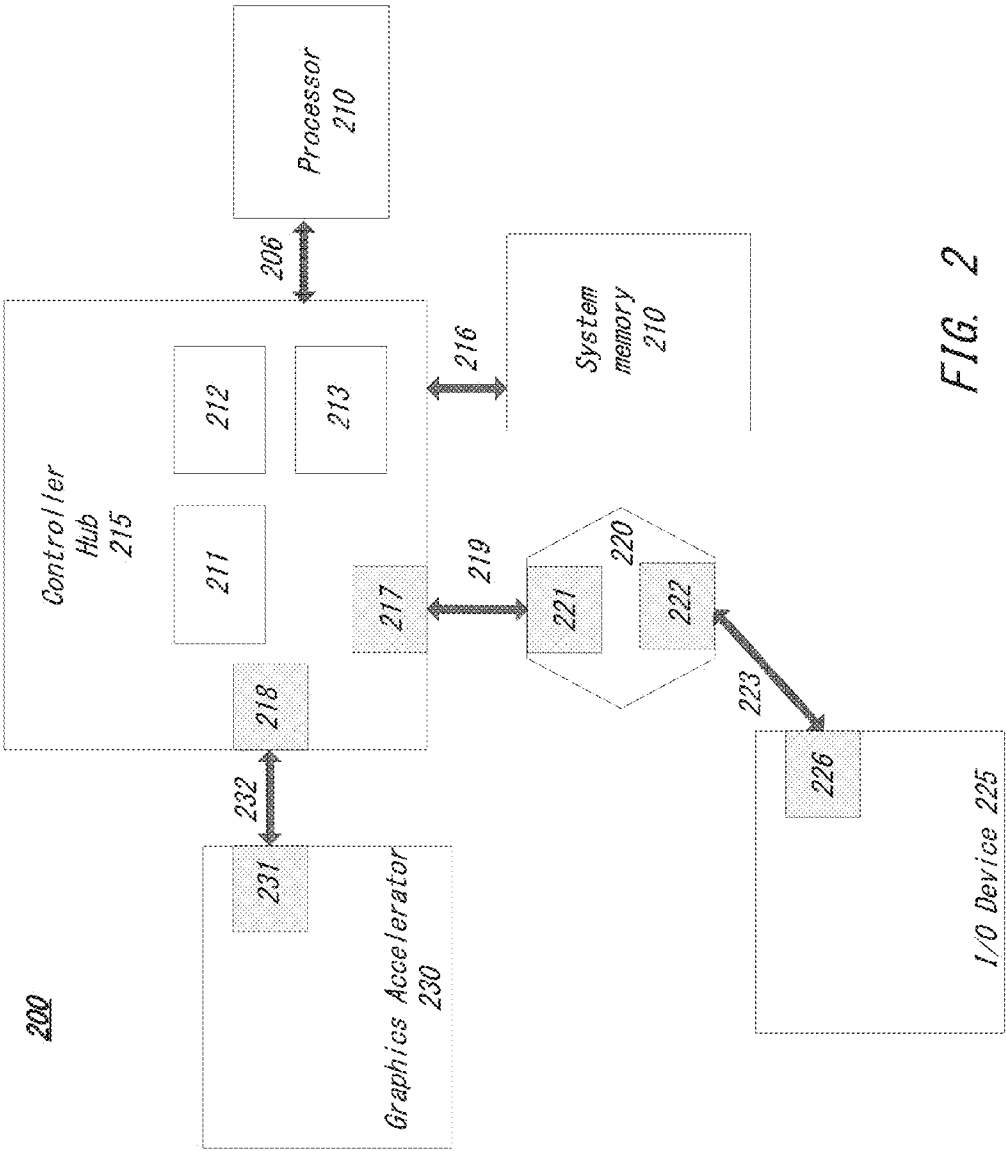 200
Processor
210
206
Controller
Hub
215
212
213
211
218
217
216
System
memory
210
219
220
221
222
223
232
231
Graphics Accelerator
230
226
I/O Device 225
FIG. 2